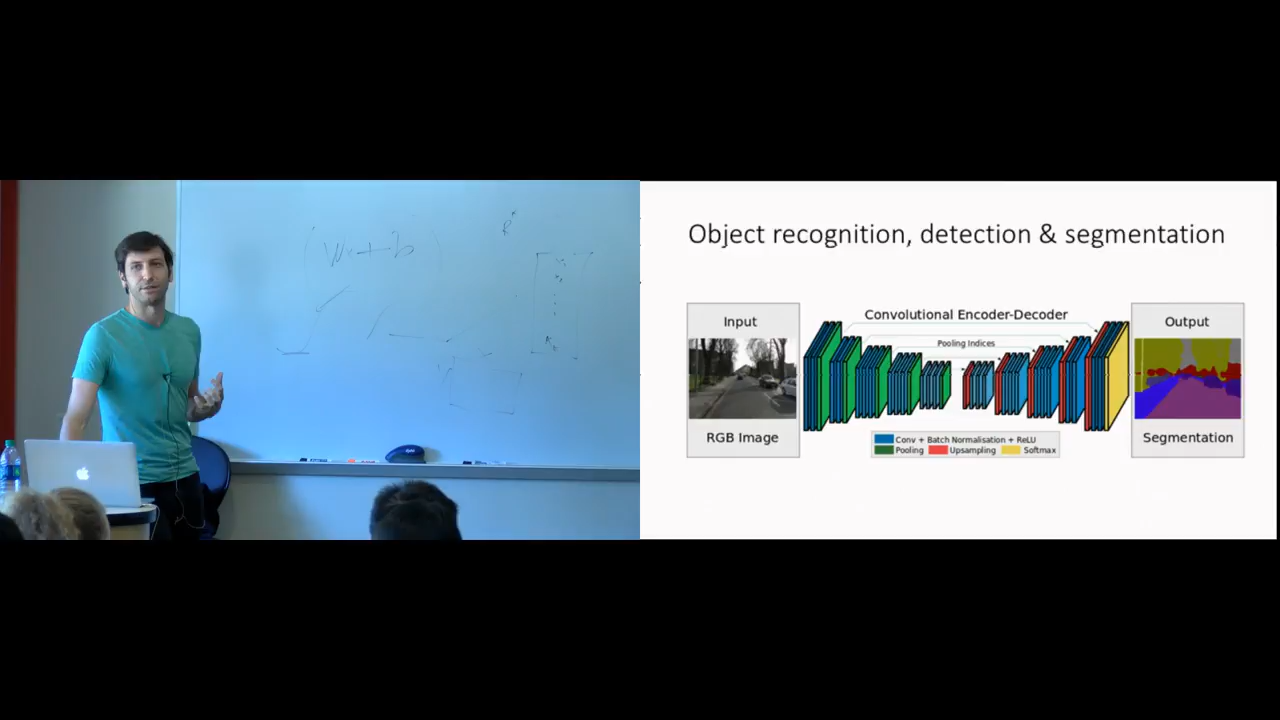 Wx+b
Object recognition, detection & segmentation
Input
Convolutional Encoder-Decoder
Output
Pooling Indices
RGB Image
Segmentation
Conv + Batch Normalisation + ReLU
Pooling
Upsampling
Softmax